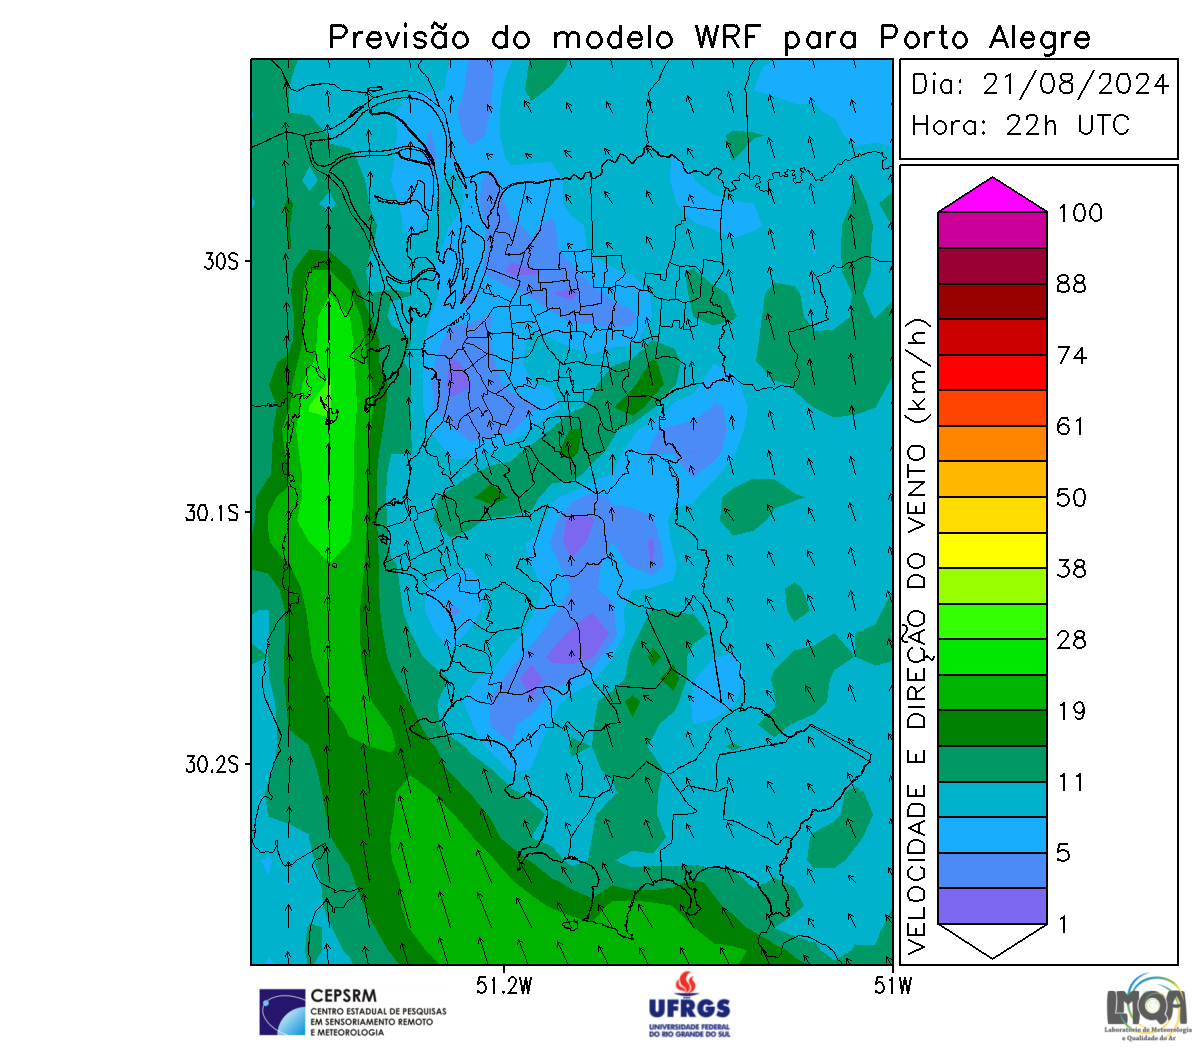 Previsão do modelo WRF para Porto Alegre
Dia: 21/08/2024
Hora: 22h UTC
VELOCIDADE E DIREÇÃO DO VENTO (km/h)
100
88
74
61
50
38
28
19
11
5
1
30S
30.1S
30.2S
51.2W
51W
CEPSRM
CENTRO ESTADUAL DE PESQUISAS
EM SENSORIAMENTO REMOTO
E METEOROLOGIA
UFRGS
UNIVERSIDADE FEDERAL
DO RIO GRANDE DO SUL
LMQA
Laboratório de Meteorologia
e Qualidade do Ar